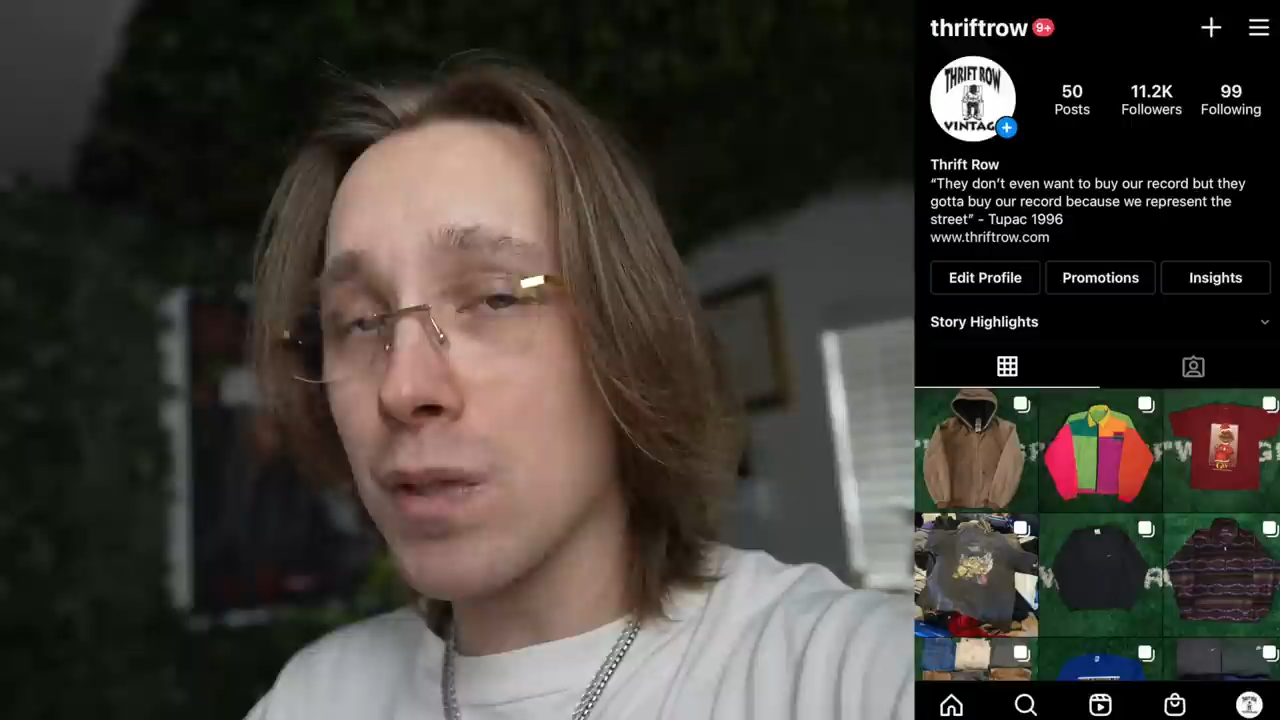 thriftrow 9+
THRIFT ROW
VINTAG
50
Posts
11.2K
Followers
99
Following
Thrift Row
“They don’t even want to buy our record but they
gotta buy our record because we represent the
street” - Tupac 1996
www.thriftrow.com
Edit Profile
Promotions
Insights
Story Highlights